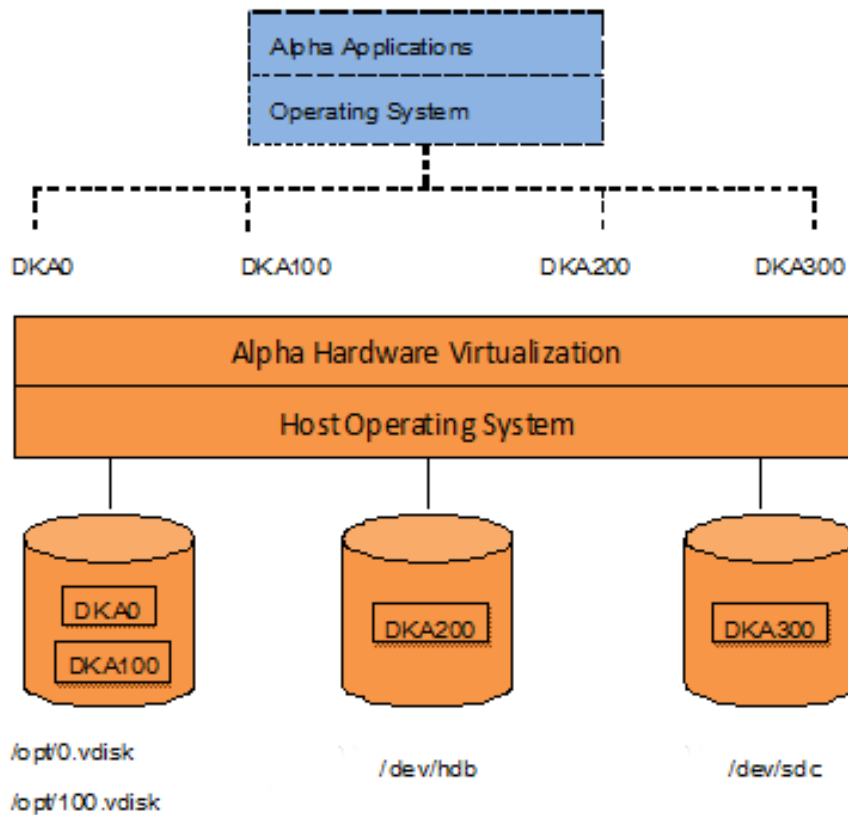 Alpha Applications
Operating System
DKA0 DKA100 DKA200 DKA300
Alpha Hardware Virtualization
Host Operating System
DKA0
DKA100
DKA200
DKA300
/opt/0.vdisk
/opt/100.vdisk
/dev/hdb
/dev/sdc